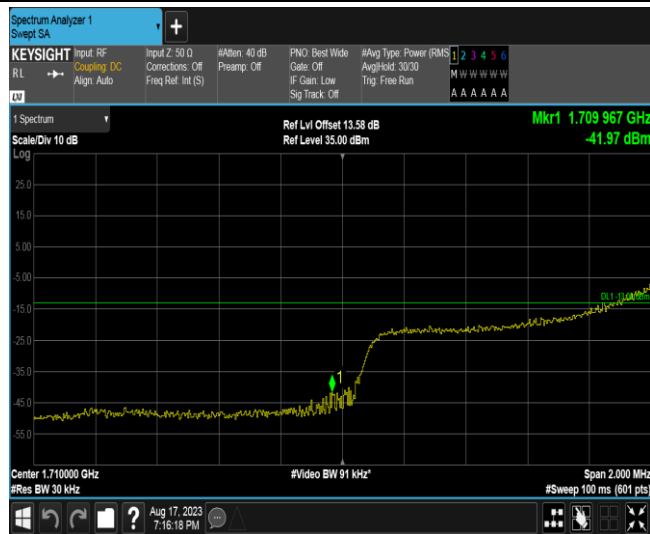 Spectrum Analyzer 1
Swept SA
+
KEYSIGHT
R L
LXI
Input: RF
Coupling: DC
Align: Auto
Input Z: 50 Ω
Corrections: Off
Freq Ref: Int (S)
#Atten: 40 dB
Preamp: Off
PNO: Best Wide
Gate: Off
IF Gain: Low
Sig Track: Off
#Avg Type: Power (RMS
Avg|Hold: 30/30
Trig: Free Run
1 2 3 4 5 6
M W W W W W
A A A A A A
1 Spectrum
Scale/Div 10 dB
Log
Ref Lvl Offset 13.58 dB
Ref Level 35.00 dBm
Mkr1 1.709 967 GHz
-41.97 dBm
25.0
15.0
5.00
-5.00
DL1 -13.00 dBm
-15.0
-25.0
-35.0
1
-45.0
-55.0
Center 1.710000 GHz
#Video BW 91 kHz*
Span 2.000 MHz
#Res BW 30 kHz
#Sweep 100 ms (601 pts)
?
Aug 17, 2023
7:16:18 PM